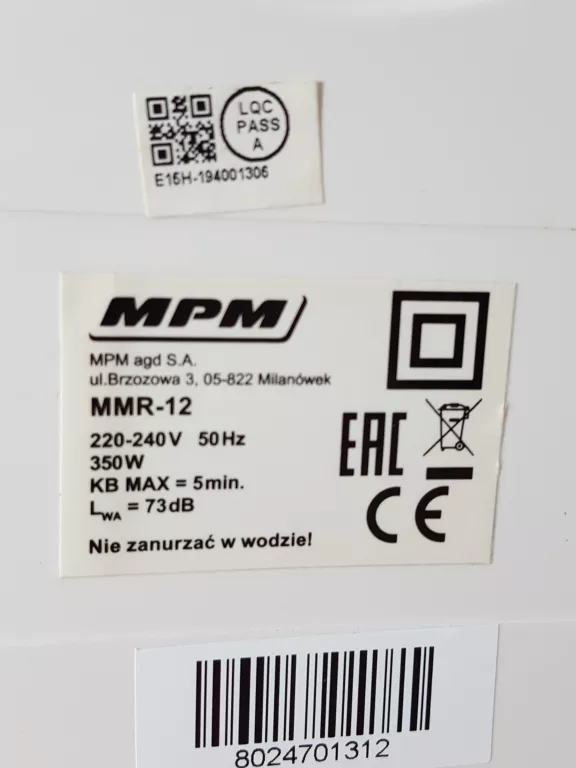 LQC
PASS
A
E15H-194001306
MPM
MPM agd S.A.
ul.Brzozowa 3, 05-822 Milanówek
MMR-12
220-240V 50Hz
350W
KB MAX = 5min.
LWA = 73dB
Nie zanurzać w wodzie!
EAC
CE
8024701312